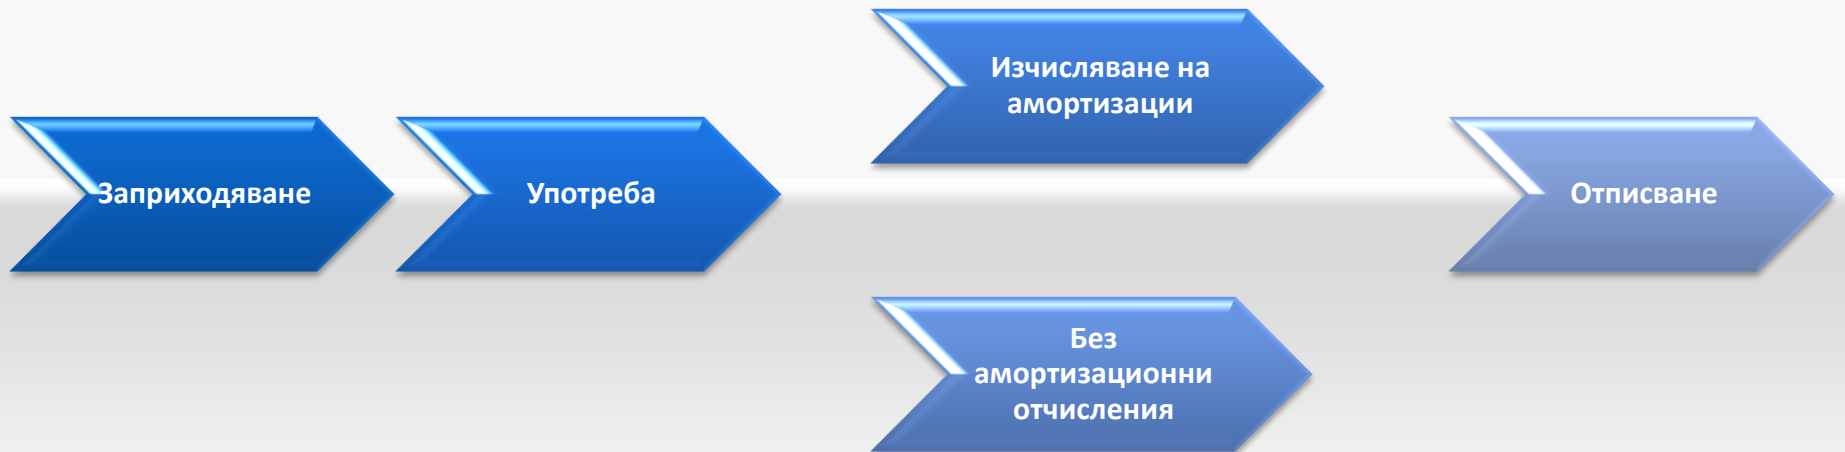 Заприходяване
Употреба
Изчисляване на
амортизации
Без
амортизационни
отчисления
Отписване